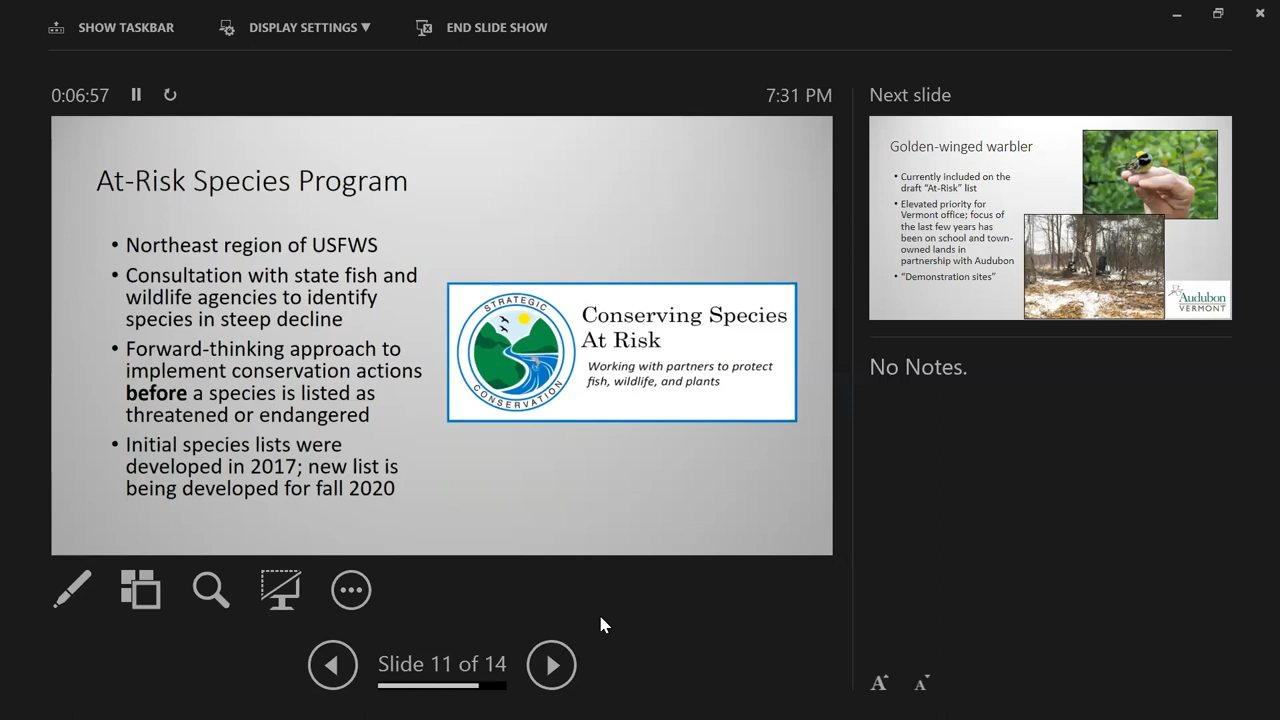 SHOW TASKBAR
DISPLAY SETTINGS ▼
END SLIDE SHOW
0:06:57
7:31 PM
At-Risk Species Program
• Northeast region of USFWS
• Consultation with state fish and
wildlife agencies to identify
species in steep decline
• Forward-thinking approach to
implement conservation actions
before a species is listed as
threatened or endangered
• Initial species lists were
developed in 2017; new list is
being developed for fall 2020
STRATEGIC
CONSERVATION
Conserving Species
At Risk
Working with partners to protect
fish, wildlife, and plants
Slide 11 of 14
Next slide
Golden-winged warbler
• Currently included on the
draft “At-Risk” list
• Elevated priority for
Vermont office; focus of
the last few years has
been on school and town-
owned lands in
partnership with Audubon
• “Demonstration sites”
Audubon
VERMONT
No Notes.
A
A